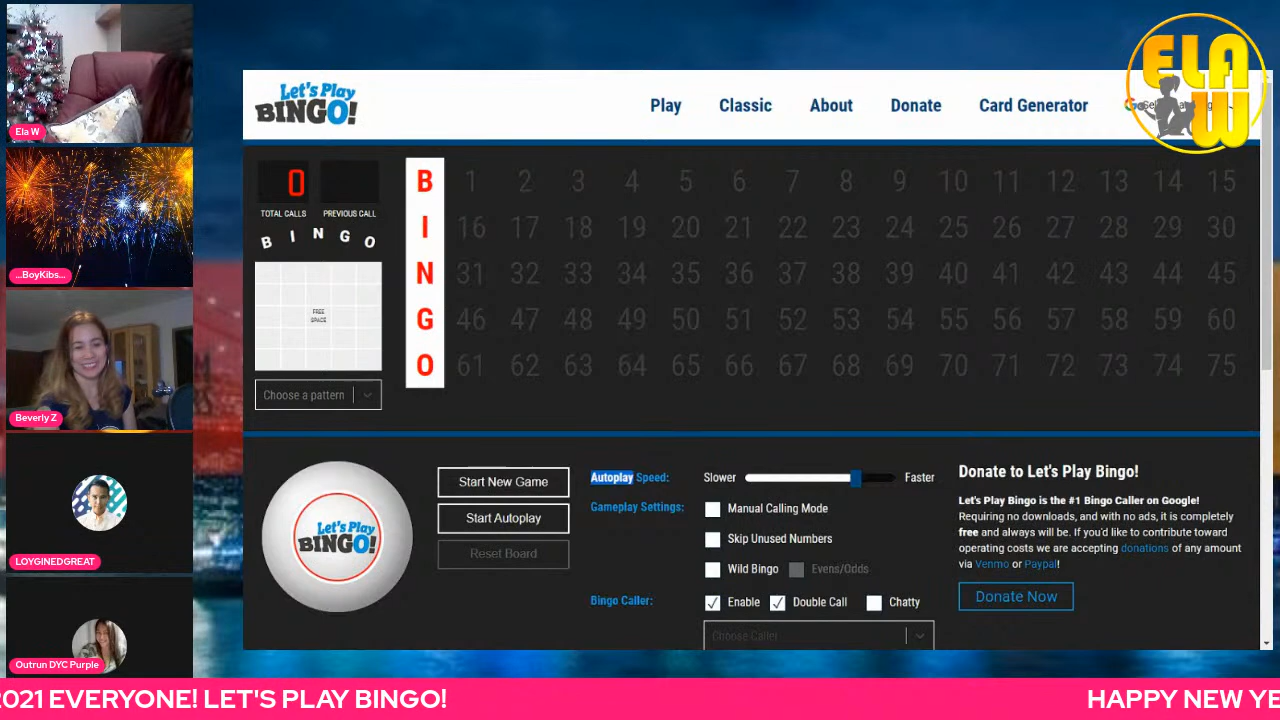 Ela W
...BoyKibs...
Beverly Z
LOYGINEDGREAT
Outrun DYC Purple
ELA
W
Let's Play
BINGO!
Play Classic About Donate Card Generator
0
TOTAL CALLS PREVIOUS CALL
B I N G O
FREE
SPACE
Choose a pattern
B 1 2 3 4 5 6 7 8 9 10 11 12 13 14 15
I 16 17 18 19 20 21 22 23 24 25 26 27 28 29 30
N 31 32 33 34 35 36 37 38 39 40 41 42 43 44 45
G 46 47 48 49 50 51 52 53 54 55 56 57 58 59 60
O 61 62 63 64 65 66 67 68 69 70 71 72 73 74 75
Let's Play
BINGO!
Start New Game
Start Autoplay
Reset Board
Autoplay Speed: Slower Faster
Gameplay Settings: Manual Calling Mode
Skip Unused Numbers
Wild Bingo Evens/Odds
Bingo Caller: Enable Double Call Chatty
Choose Caller
Donate to Let's Play Bingo!
Let's Play Bingo is the #1 Bingo Caller on Google!
Requiring no downloads, and with no ads, it is completely
free and always will be. If you'd like to contribute toward
operating costs we are accepting donations of any amount
via Venmo or Paypal!
Donate Now
2021 EVERYONE! LET'S PLAY BINGO! HAPPY NEW YE